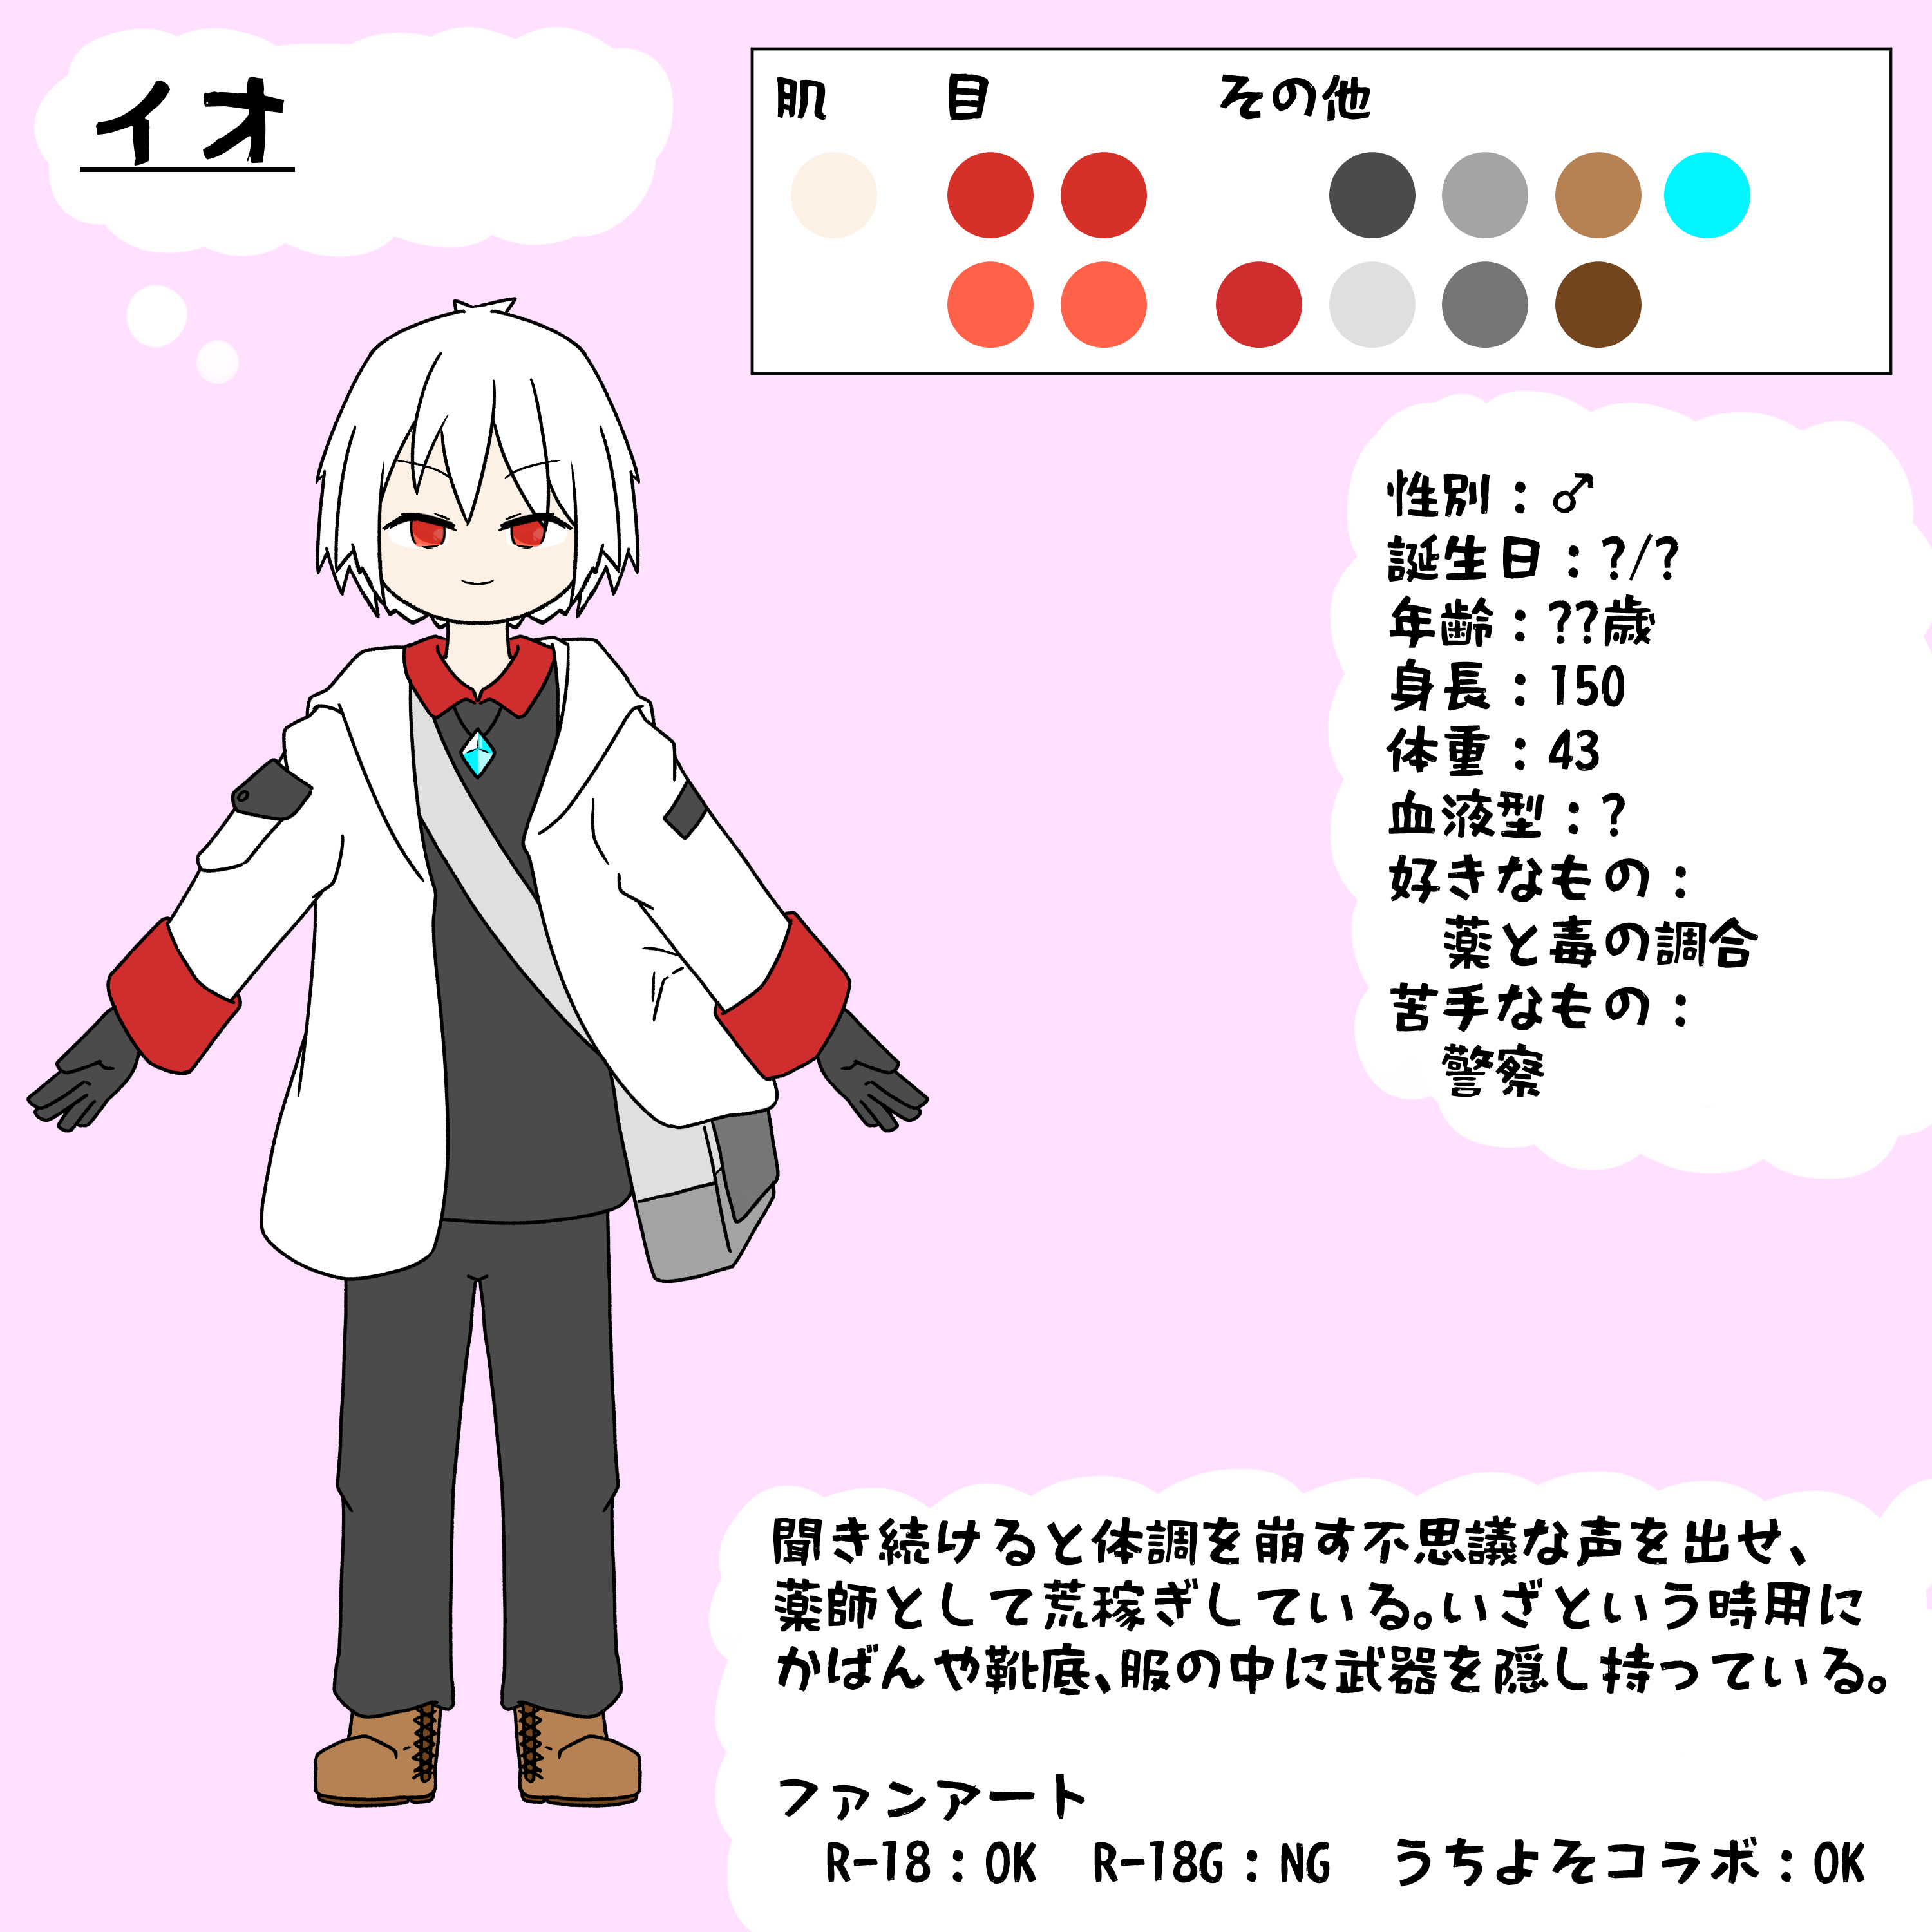 イオ
肌 目 その他
性別：♂
誕生日：?/?
年齢：??歳
身長：150
体重：43
血液型：?
好きなもの：
薬と毒の調合
苦手なもの：
警察
聞き続けると体調を崩す不思議な声を出せ、
薬師として荒稼ぎしている。いざという時用に
かばんや靴底、服の中に武器を隠し持っている。
ファンアート
R-18：OK R-18G：NG うちよそコラボ：OK